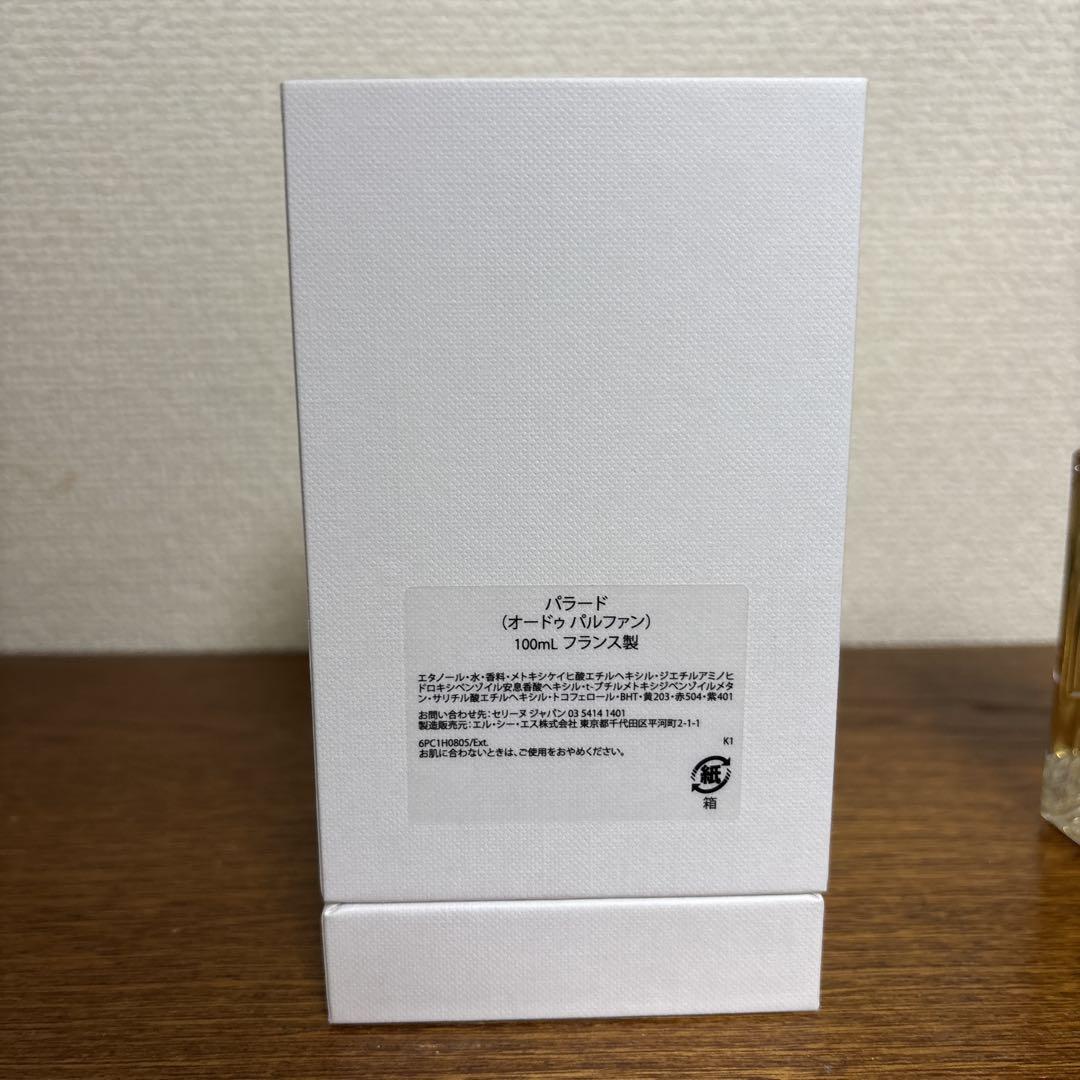 パラード
（オードゥ パルファン）
100mL フランス製
エタノール・水・香料・メトキシケイヒ酸エチルヘキシル・ジエチルアミノヒ
ドロキシベンゾイル安息香酸ヘキシル・t-ブチルメトキシジベンゾイルメタ
ン・サリチル酸エチルヘキシル・トコフェロール・BHT・黄203・赤504・紫401
お問い合わせ先：セリーヌ ジャパン 03 5414 1401
製造販売元：エル・シー・エス株式会社 東京都千代田区平河町2-1-1
6PC1H0805/Ext.
K1
お肌に合わないときは、ご使用をおやめください。
紙
箱